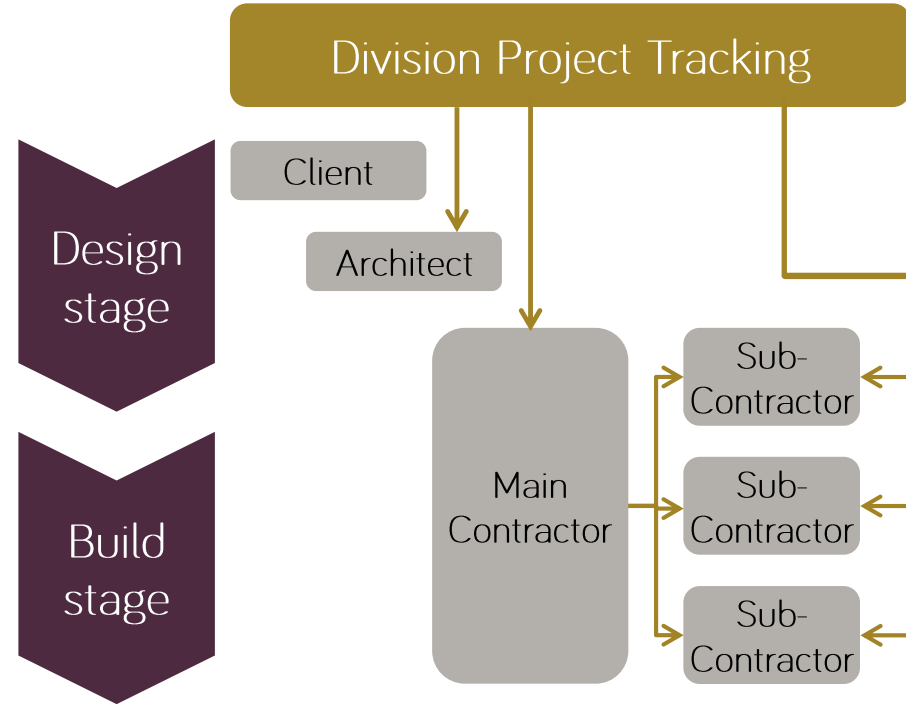 Division Project Tracking
Client
Design
stage
Architect
Sub-
Contractor
Main
Contractor
Sub-
Contractor
Build
stage
Sub-
Contractor